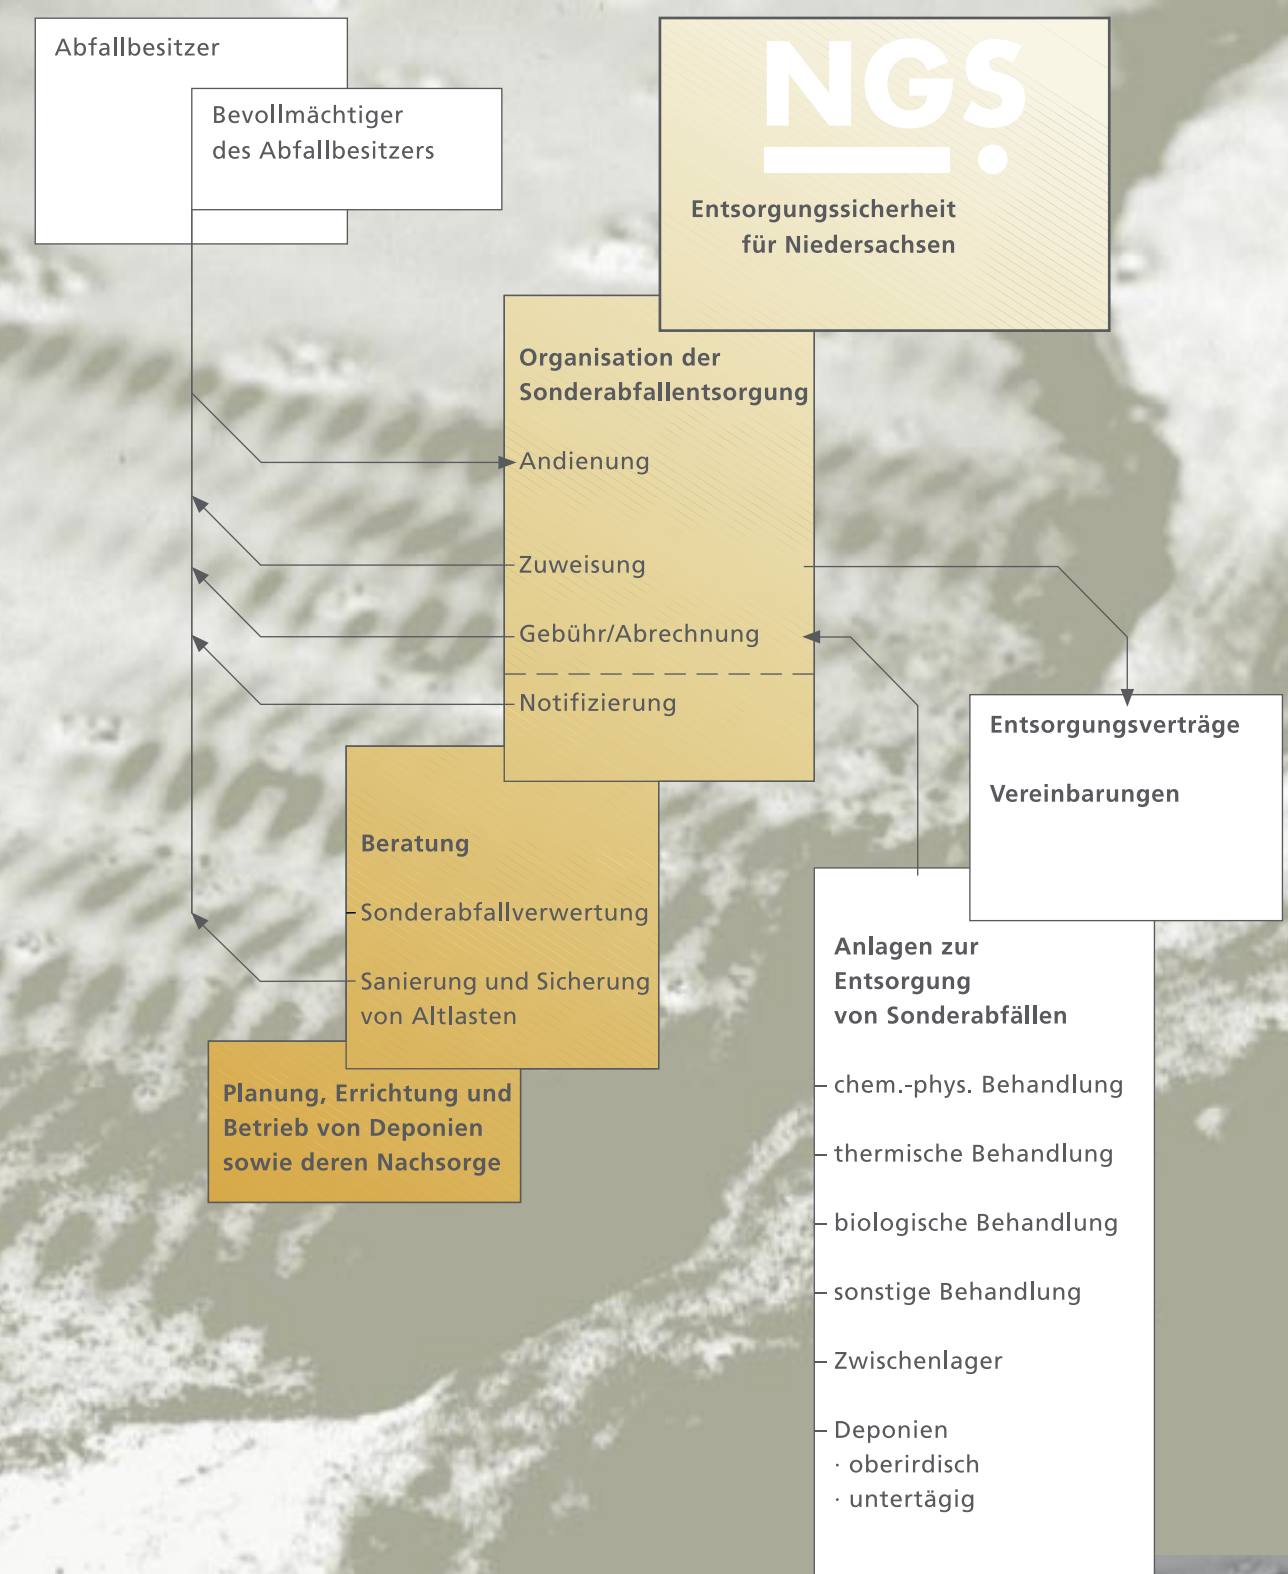 Abfallbesitzer
Bevollmächtiger
des Abfallbesitzers
NGS
Entsorgungssicherheit
für Niedersachsen
Organisation der
Sonderabfallentsorgung
Andienung
Zuweisung
Gebühr/Abrechnung
Notifizierung
Entsorgungsverträge
Vereinbarungen
Beratung
Sonderabfallverwertung
Sanierung und Sicherung
von Altlasten
Planung, Errichtung und
Betrieb von Deponien
sowie deren Nachsorge
Anlagen zur
Entsorgung
von Sonderabfällen
chem.-phys. Behandlung
thermische Behandlung
biologische Behandlung
sonstige Behandlung
Zwischenlager
Deponien
· oberirdisch
· untertägig